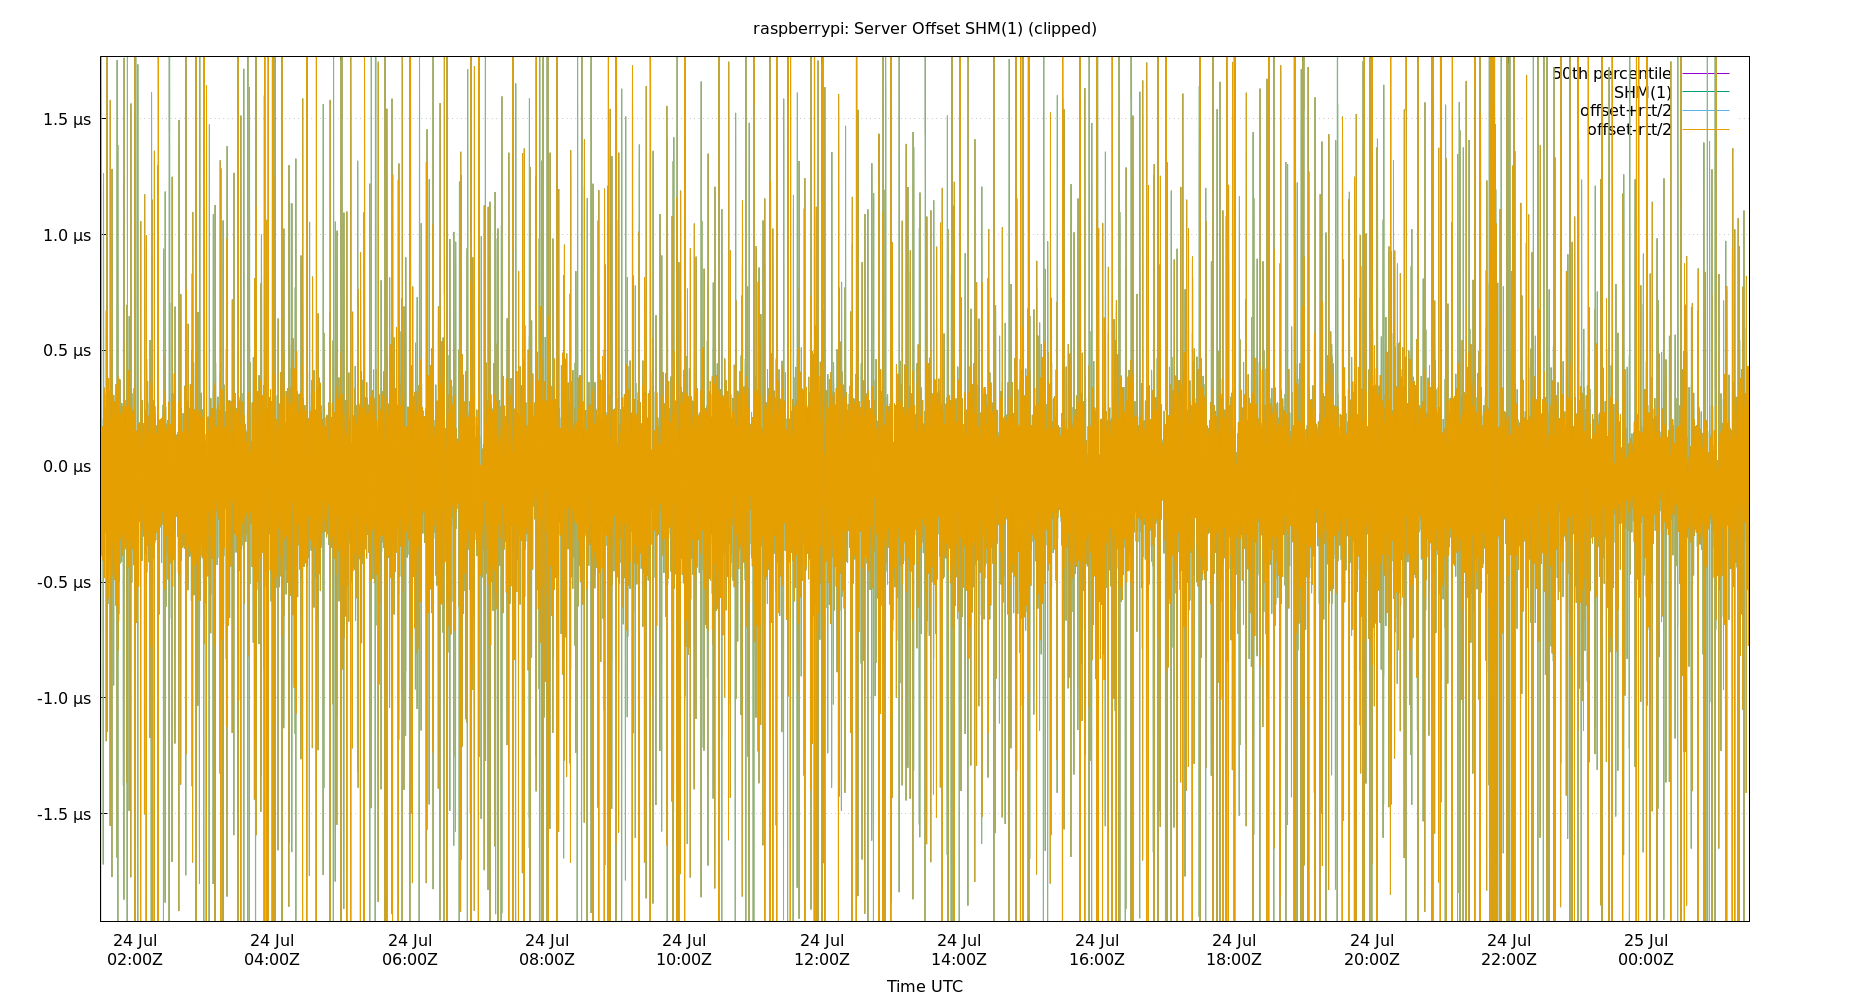 raspberrypi: Server Offset SHM(1) (clipped)
50th percentile
SHM(1)
offset+rtt/2
offset-rtt/2
1.5 µs
1.0 µs
0.5 µs
0.0 µs
-0.5 µs
-1.0 µs
-1.5 µs
24 Jul 24 Jul 24 Jul 24 Jul 24 Jul 24 Jul 24 Jul 24 Jul 24 Jul 24 Jul 24 Jul 25 Jul
02:00Z 04:00Z 06:00Z 08:00Z 10:00Z 12:00Z 14:00Z 16:00Z 18:00Z 20:00Z 22:00Z 00:00Z
Time UTC